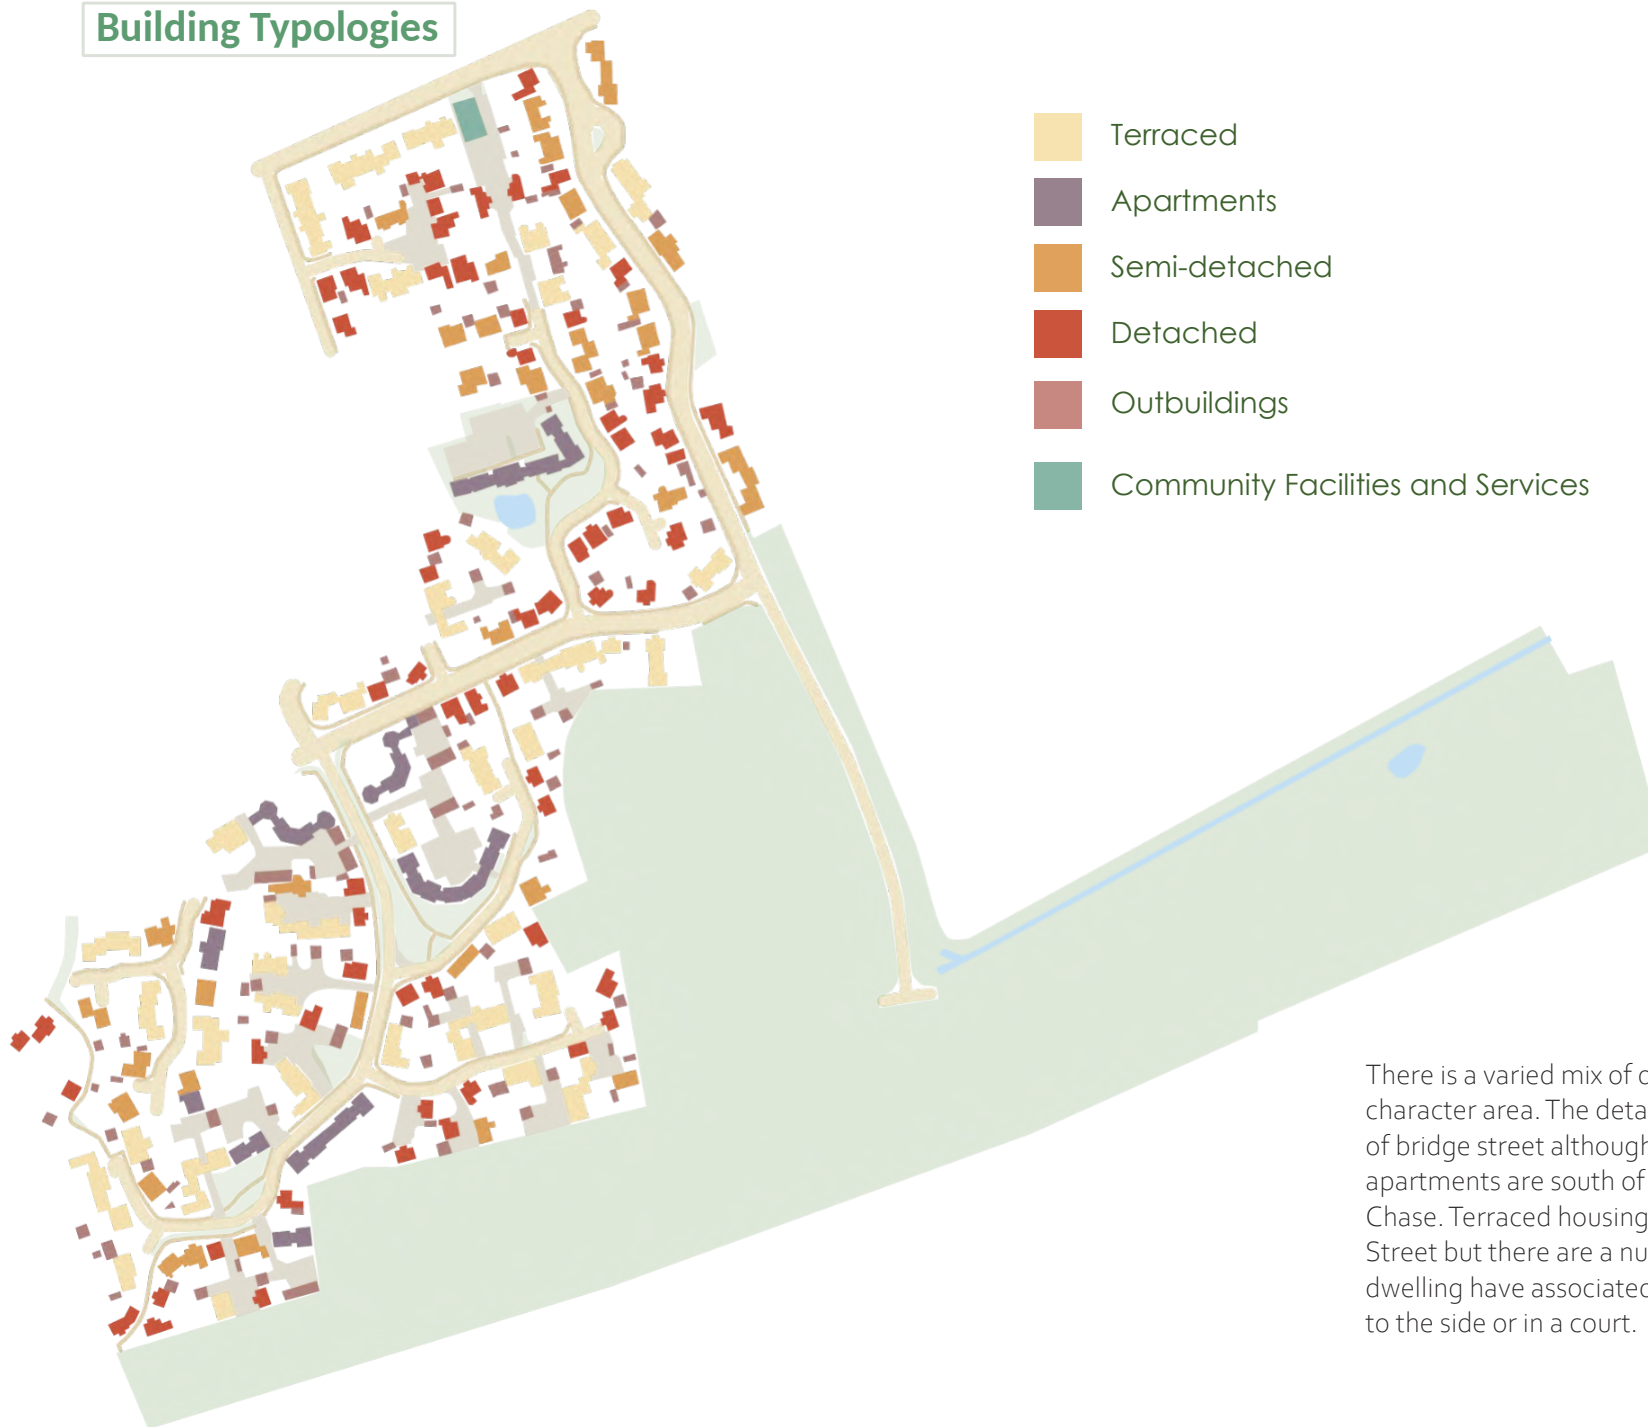 Building Typologies
Terraced
Apartments
Semi-detached
Detached
Outbuildings
Community Facilities and Services
There is a varied mix of
character area. The deta
of bridge street although
apartments are south of
Chase. Terraced housing
Street but there are a nu
dwelling have associated
to the side or in a court.